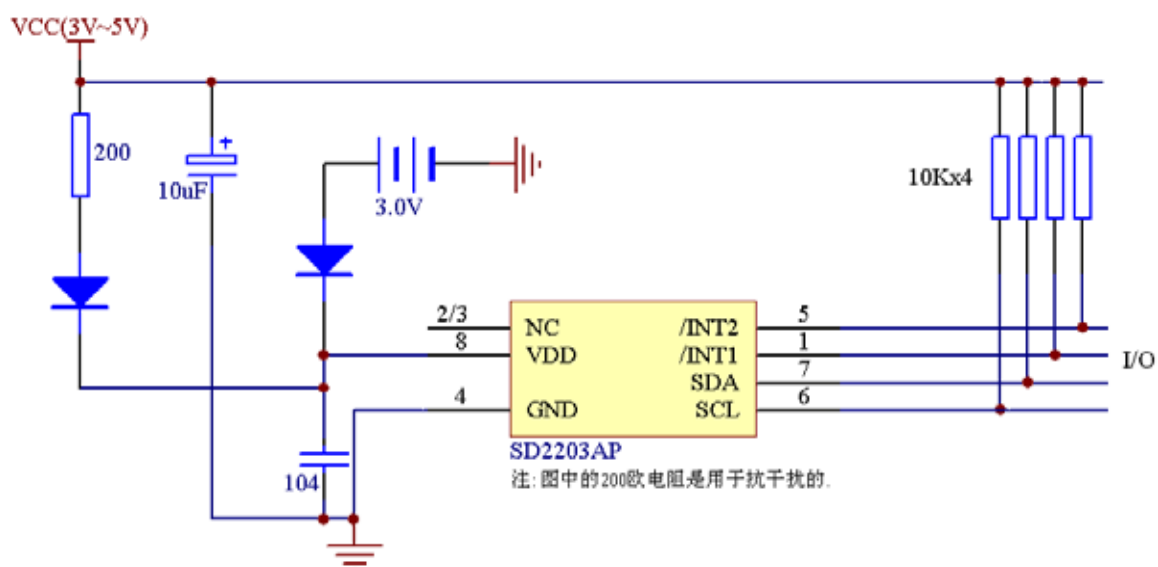 VCC(3V~5V)
200
10uF
3.0V
10Kx4
2/3
NC
/INT2
5
8
VDD
/INT1
1
I/O
SDA
7
4
GND
SCL
6
SD2203AP
104
注:图中的200欧电阻是用于抗干扰的.